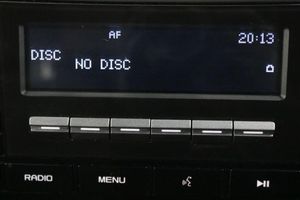 AF 20:13
DISC
NO DISC
RADIO MENU